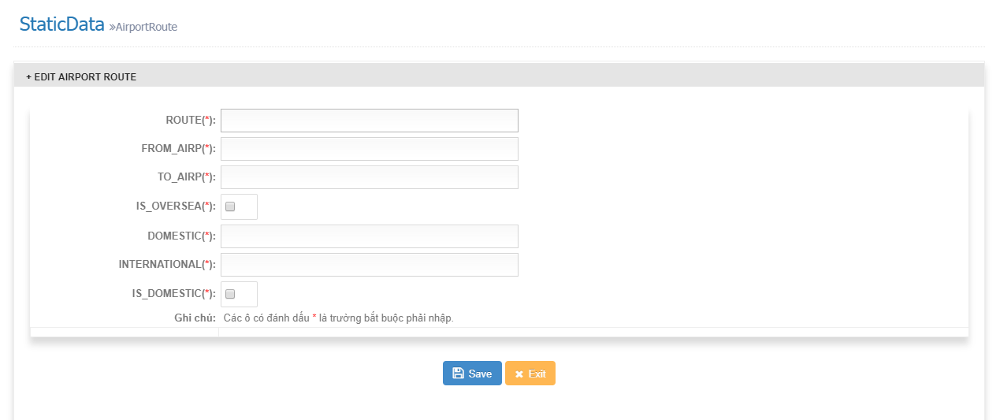 StaticData »AirportRoute
+ EDIT AIRPORT ROUTE
ROUTE(*):
FROM_AIRP(*):
TO_AIRP(*):
IS_OVERSEA(*):
DOMESTIC(*):
INTERNATIONAL(*):
IS_DOMESTIC(*):
Ghi chú: Các ô có đánh dấu * là trường bắt buộc phải nhập.
Save Exit